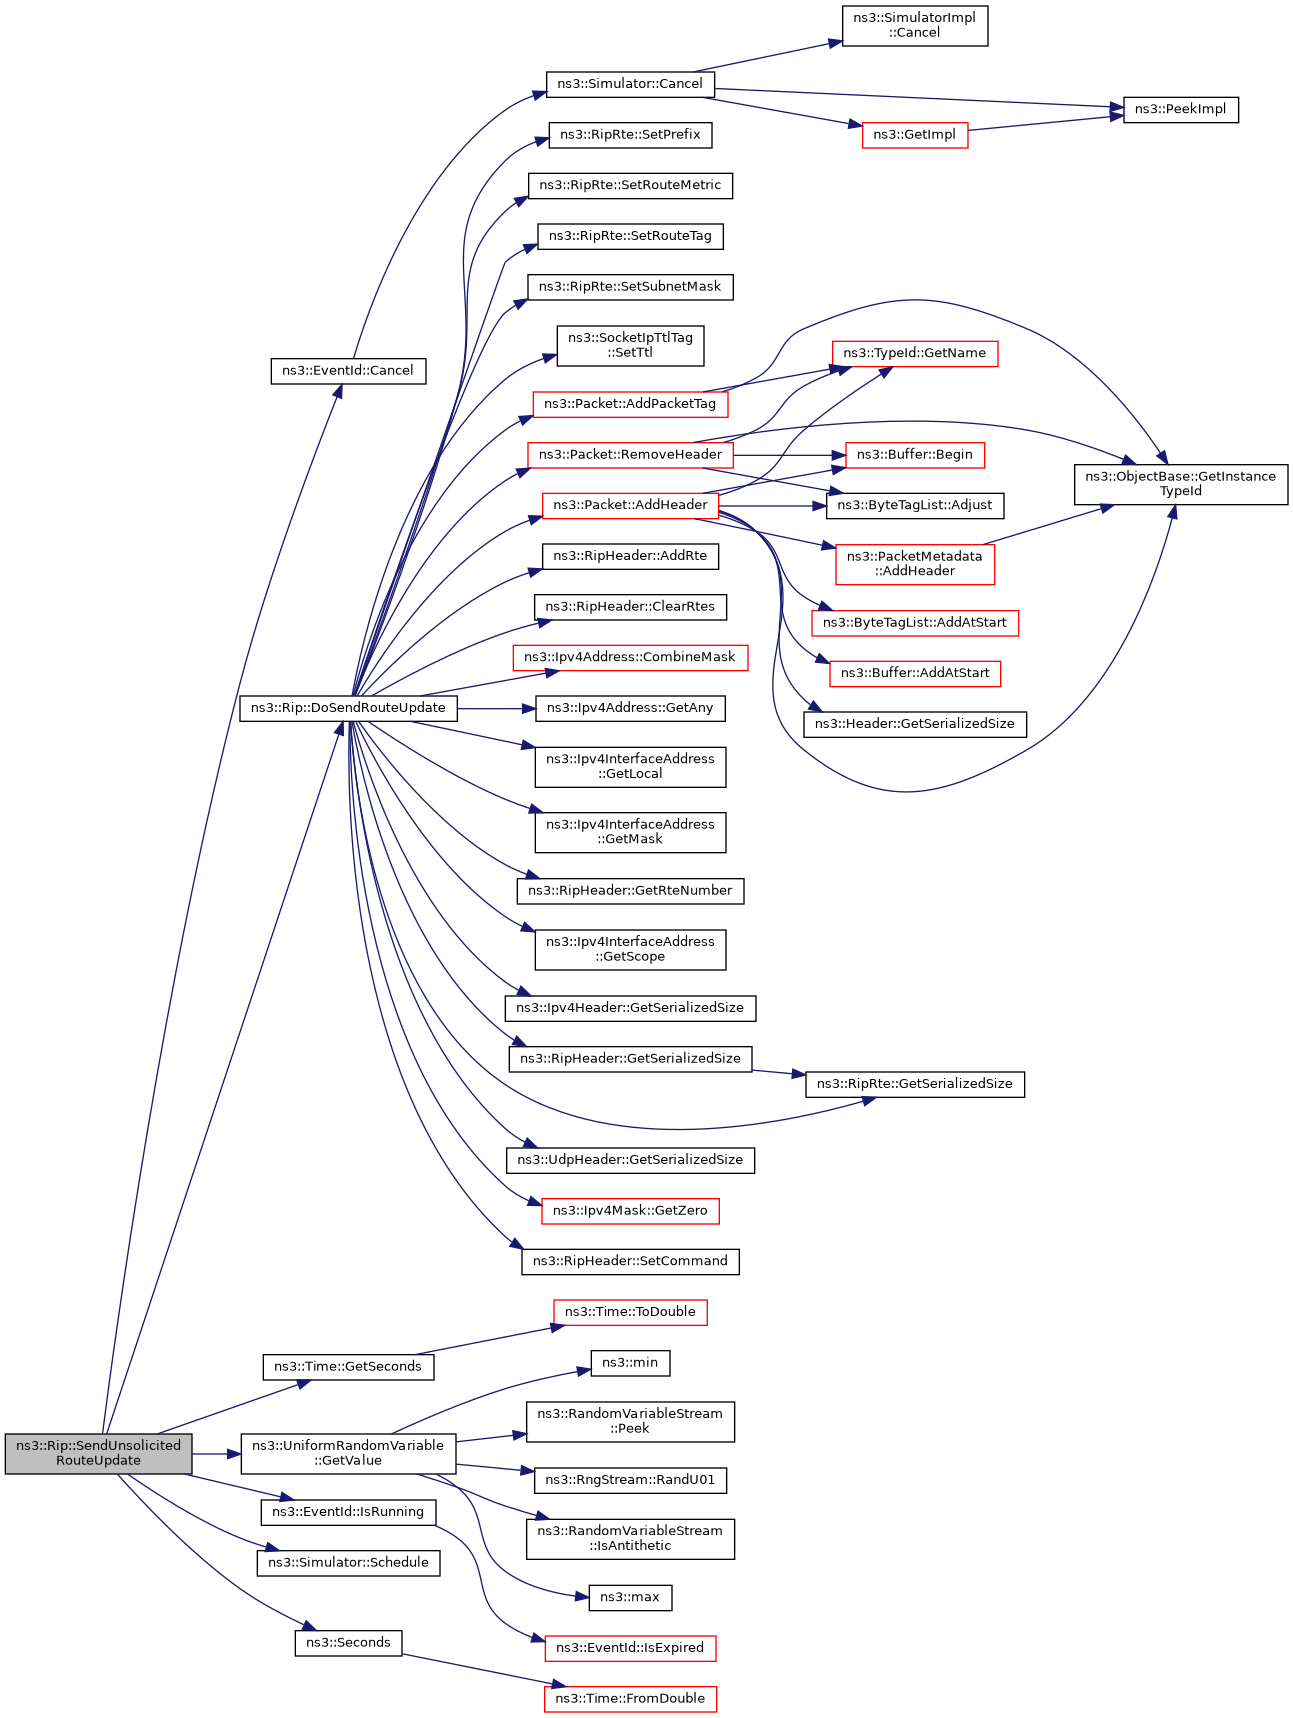 ns3::SimulatorImpl
::Cancel
ns3::Simulator::Cancel
ns3::PeekImpl
ns3::GetImpl
ns3::RipRte::SetPrefix
ns3::RipRte::SetRouteMetric
ns3::RipRte::SetRouteTag
ns3::RipRte::SetSubnetMask
ns3::SocketIpTtlTag
::SetTtl
ns3::TypeId::GetName
ns3::EventId::Cancel
ns3::Packet::AddPacketTag
ns3::Packet::RemoveHeader
ns3::Buffer::Begin
ns3::ObjectBase::GetInstance
TypeId
ns3::Packet::AddHeader
ns3::ByteTagList::Adjust
ns3::RipHeader::AddRte
ns3::PacketMetadata
::AddHeader
ns3::RipHeader::ClearRtes
ns3::ByteTagList::AddAtStart
ns3::Ipv4Address::CombineMask
ns3::Buffer::AddAtStart
ns3::Rip::DoSendRouteUpdate
ns3::Ipv4Address::GetAny
ns3::Header::GetSerializedSize
ns3::Ipv4InterfaceAddress
::GetLocal
ns3::Ipv4InterfaceAddress
::GetMask
ns3::RipHeader::GetRteNumber
ns3::Ipv4InterfaceAddress
::GetScope
ns3::Ipv4Header::GetSerializedSize
ns3::RipHeader::GetSerializedSize
ns3::RipRte::GetSerializedSize
ns3::UdpHeader::GetSerializedSize
ns3::Ipv4Mask::GetZero
ns3::RipHeader::SetCommand
ns3::Time::ToDouble
ns3::Time::GetSeconds
ns3::min
ns3::RandomVariableStream
::Peek
ns3::Rip::SendUnsolicited
RouteUpdate
ns3::UniformRandomVariable
::GetValue
ns3::RngStream::RandU01
ns3::EventId::IsRunning
ns3::RandomVariableStream
::IsAntithetic
ns3::Simulator::Schedule
ns3::max
ns3::Seconds
ns3::EventId::IsExpired
ns3::Time::FromDouble